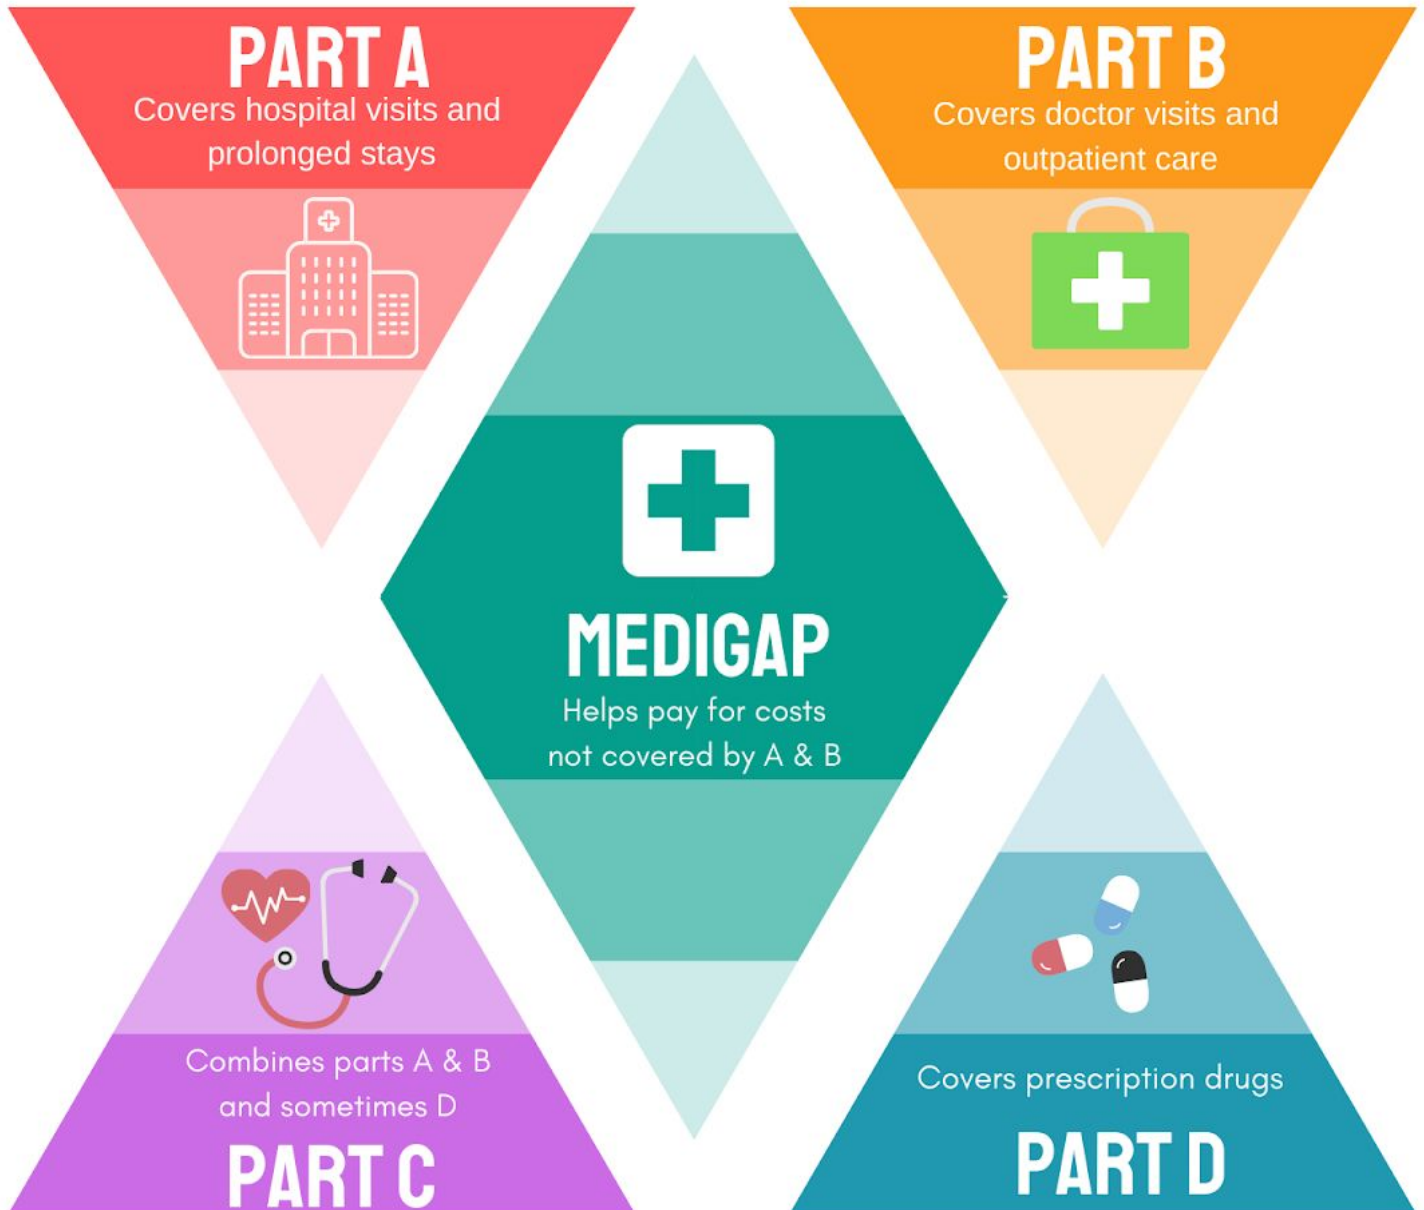 PART A
Covers hospital visits and
prolonged stays
PART B
Covers doctor visits and
outpatient care
MEDIGAP
Helps pay for costs
not covered by A & B
Combines parts A & B
and sometimes D
PART C
Covers prescription drugs
PART D